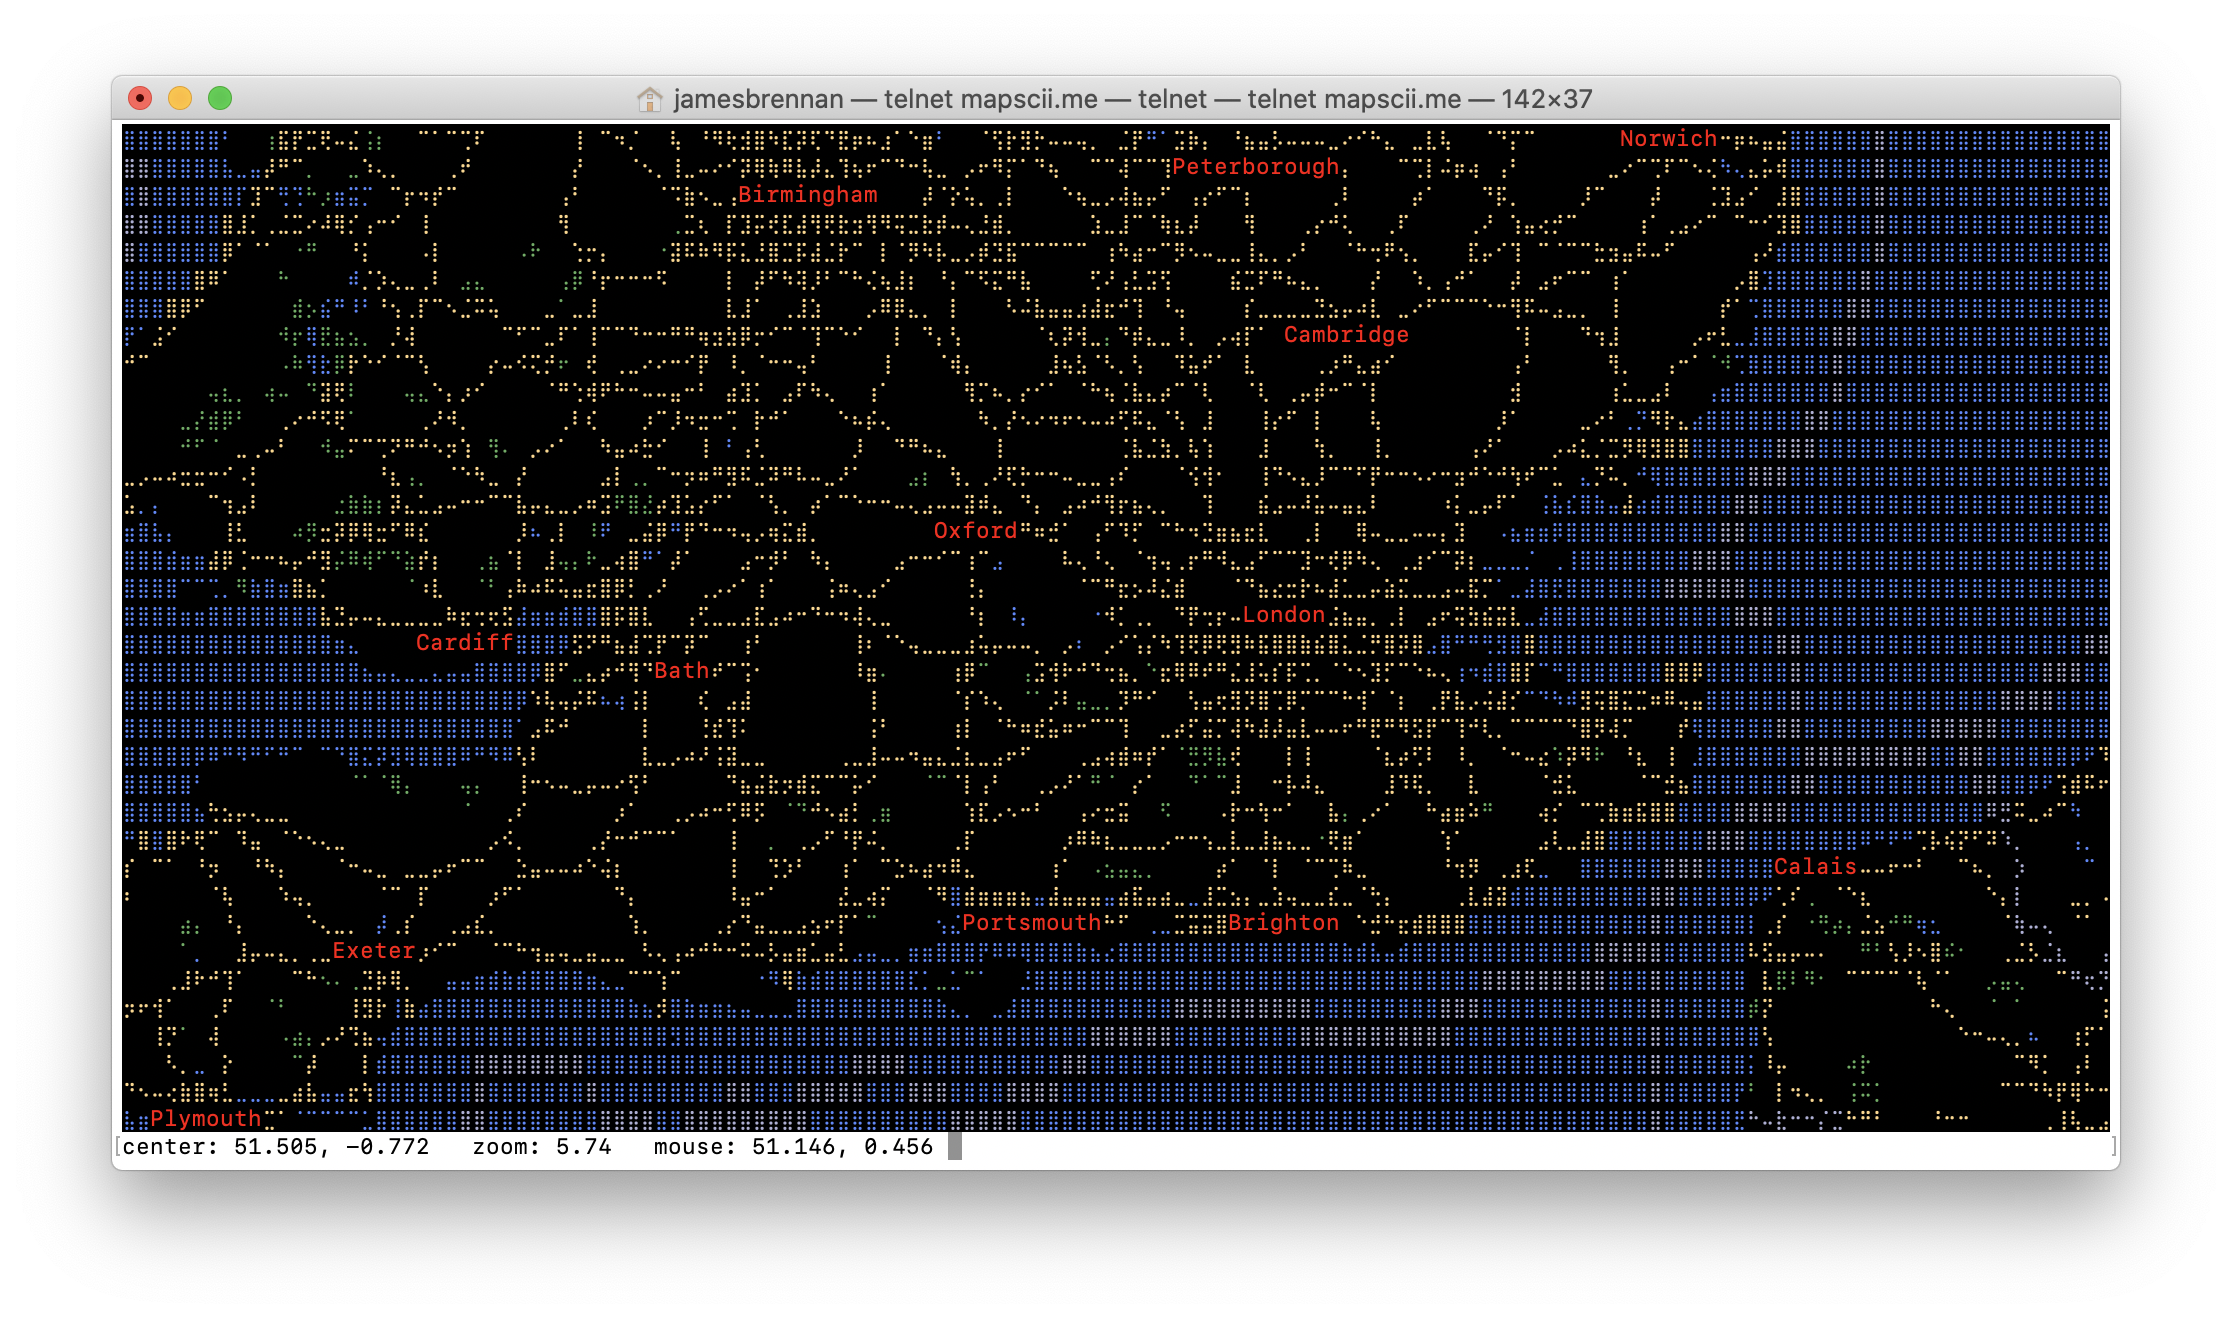 jamesbrennan — telnet mapscii.me — telnet — telnet mapscii.me — 142×37
Norwich
Peterborough
Birmingham
Cambridge
Oxford
London
Cardiff
Bath
Calais
Portsmouth
Brighton
Exeter
Plymouth
center: 51.505, -0.772 zoom: 5.74 mouse: 51.146, 0.456